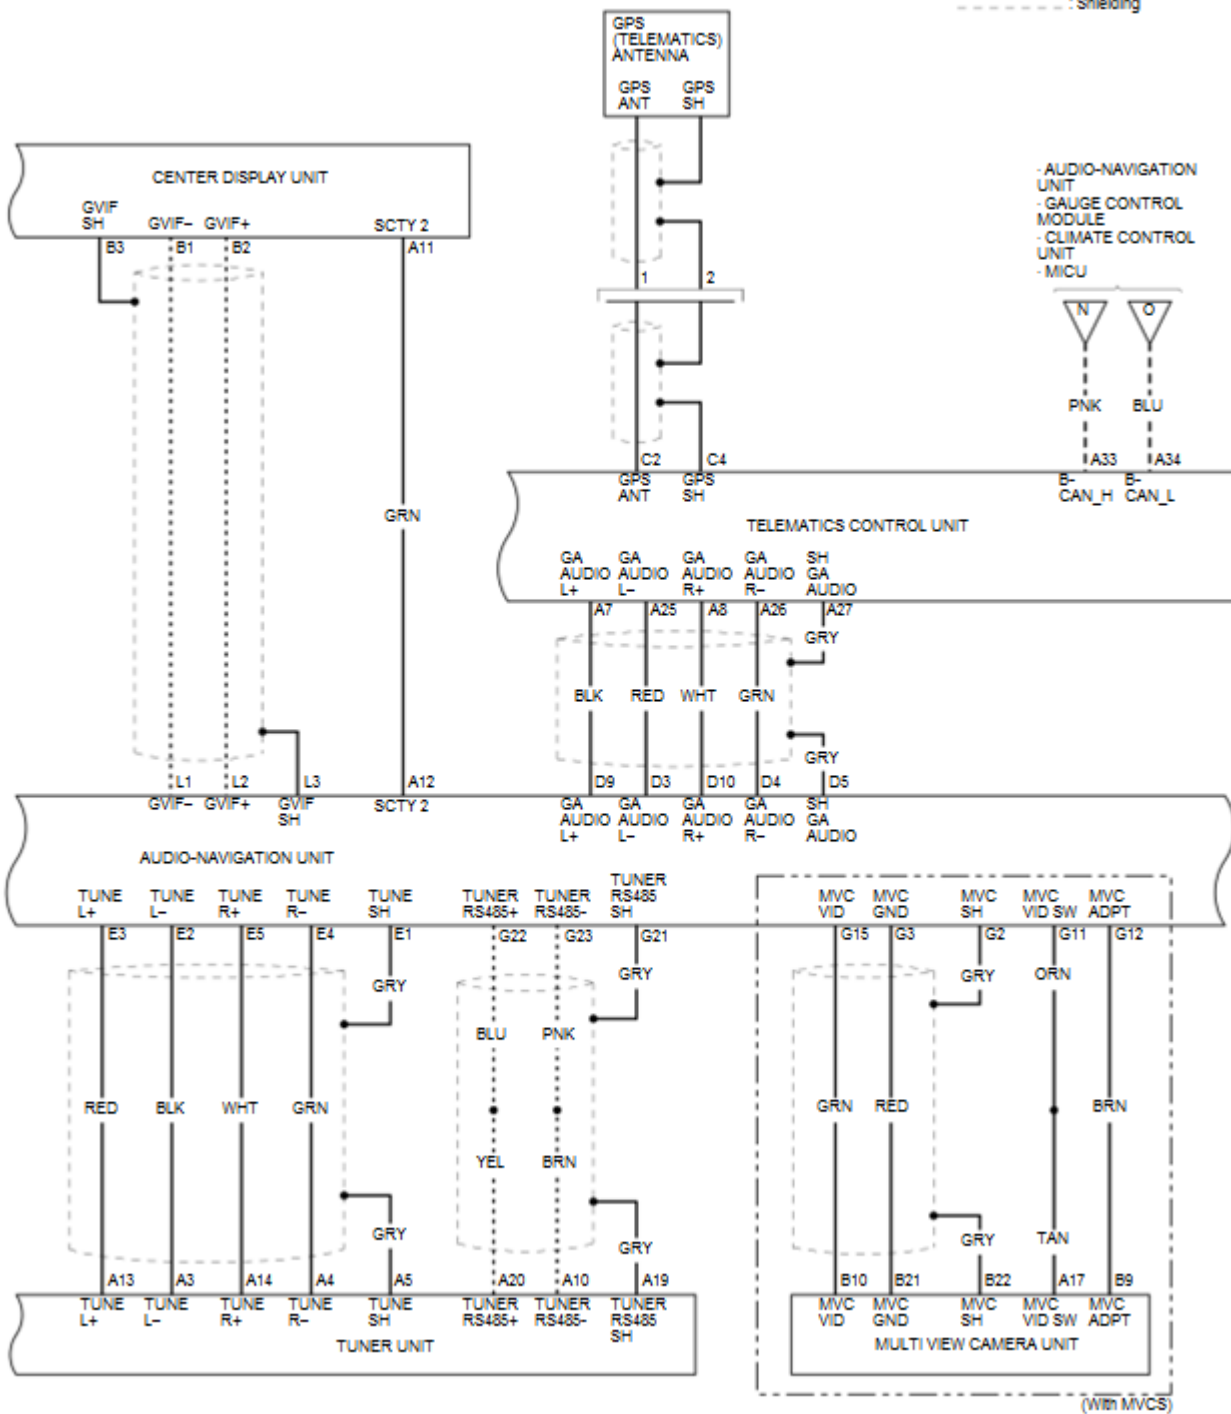 : Shielding
GPS
(TELEMATICS)
ANTENNA
GPS
ANT
GPS
SH
CENTER DISPLAY UNIT
GVIF
SH
GVIF–
GVIF+
SCTY 2
B3
B1
B2
A11
1
2
- AUDIO-NAVIGATION
UNIT
- GAUGE CONTROL
MODULE
- CLIMATE CONTROL
UNIT
- MICU
N
O
PNK
BLU
C2
C4
A33
A34
GPS
ANT
GPS
SH
B-
CAN_H
B-
CAN_L
GRN
TELEMATICS CONTROL UNIT
GA
AUDIO
L+
GA
AUDIO
L–
GA
AUDIO
R+
GA
AUDIO
R–
SH
GA
AUDIO
A7
A25
A8
A26
A27
GRY
BLK
RED
WHT
GRN
GRY
L1
L2
L3
A12
D9
D3
D10
D4
D5
GVIF–
GVIF+
GVIF
SH
SCTY 2
GA
AUDIO
L+
GA
AUDIO
L–
GA
AUDIO
R+
GA
AUDIO
R–
SH
GA
AUDIO
AUDIO-NAVIGATION UNIT
TUNE
L+
TUNE
L–
TUNE
R+
TUNE
R–
TUNE
SH
TUNER
RS485+
TUNER
RS485-
TUNER
RS485
SH
MVC
VID
MVC
GND
MVC
SH
MVC
VID SW
MVC
ADPT
E3
E2
E5
E4
E1
G22
G23
G21
G15
G3
G2
G11
G12
GRY
GRY
GRY
ORN
BLU
PNK
RED
BLK
WHT
GRN
GRN
RED
BRN
YEL
BRN
GRY
GRY
GRY
TAN
A13
A3
A14
A4
A5
A20
A10
A19
B10
B21
B22
A17
B9
TUNE
L+
TUNE
L–
TUNE
R+
TUNE
R–
TUNE
SH
TUNER
RS485+
TUNER
RS485-
TUNER
RS485
SH
MVC
VID
MVC
GND
MVC
SH
MVC
VID SW
MVC
ADPT
TUNER UNIT
MULTI VIEW CAMERA UNIT
(With MVCS)